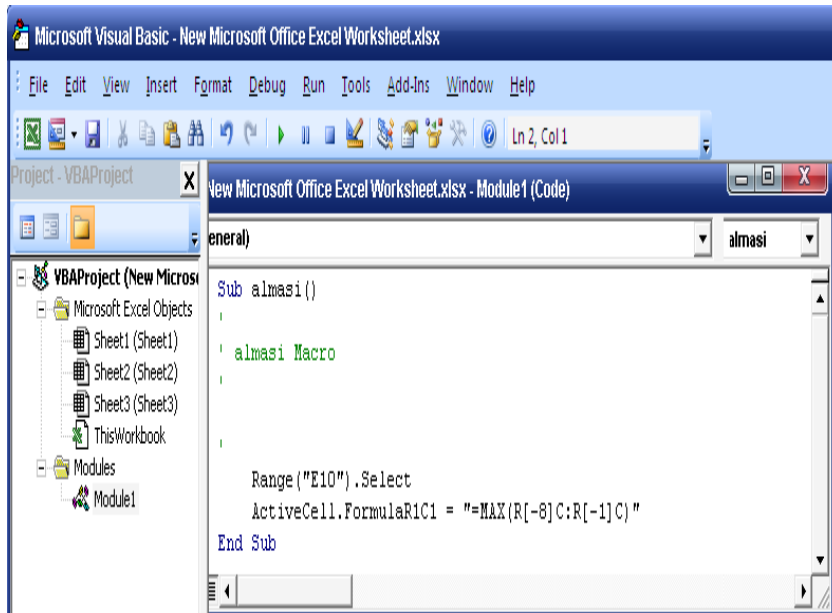 Microsoft Visual Basic - New Microsoft Office Excel Worksheet.xlsx
File Edit View Insert Format Debug Run Tools Add-Ins Window Help
Ln 2, Col 1
Project - VBAProject
New Microsoft Office Excel Worksheet.xlsx - Module1 (Code)
eneral)
almasi
VBAProject (New Microso
Microsoft Excel Objects
Sheet1 (Sheet1)
Sheet2 (Sheet2)
Sheet3 (Sheet3)
ThisWorkbook
Modules
Module1
Sub almasi()
'
' almasi Macro
'
'
Range("E10").Select
ActiveCell.FormulaR1C1 = "=MAX(R[-8]C:R[-1]C)"
End Sub